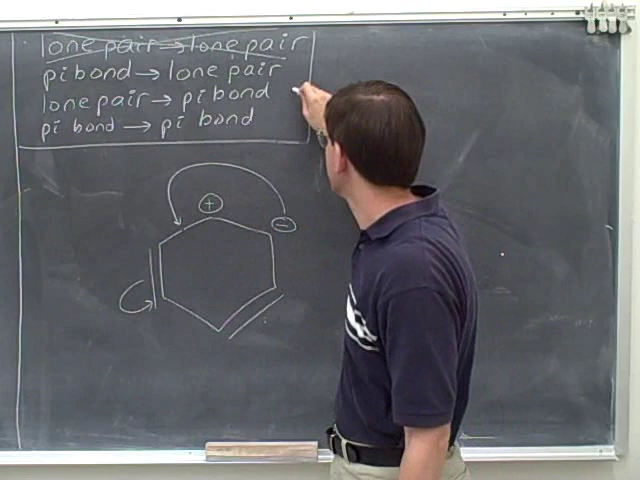 lone pair → lone pair
pi bond → lone pair
lone pair → pi bond
pi bond → pi bond
+
−